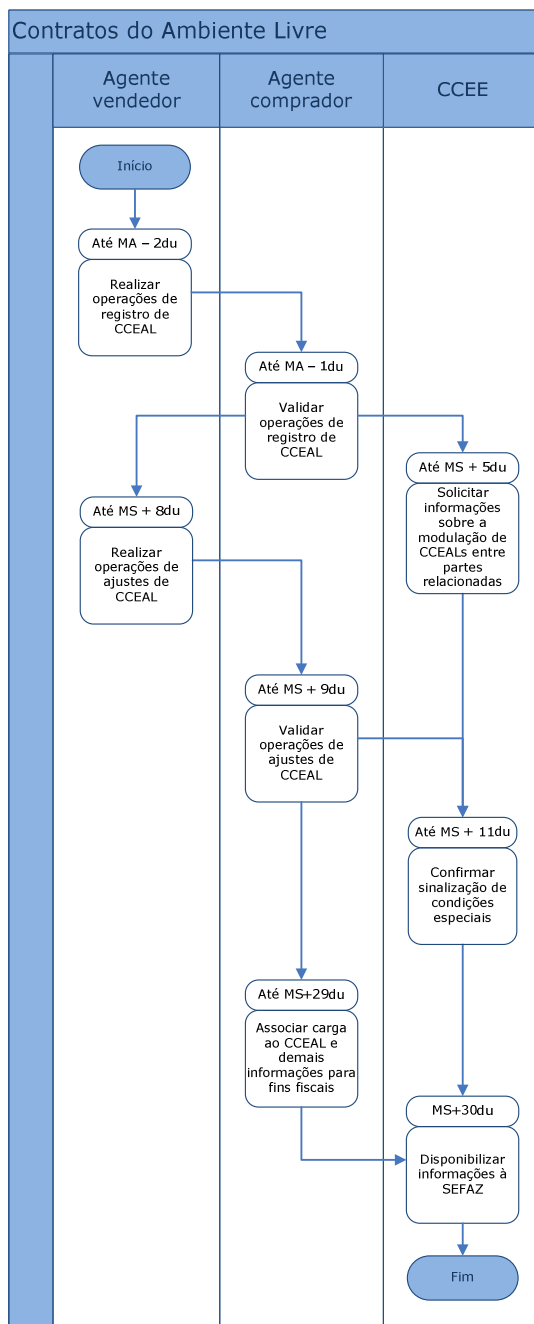 Contratos do Ambiente Livre
Agente
vendedor
Agente
comprador
CCEE
Início
Até MA – 2du
Realizar
operações de
registro de
CCEAL
Até MA – 1du
Validar
operações de
registro de
CCEAL
Até MS + 5du
Solicitar
informações
sobre a
modulação de
CCEALs entre
partes
relacionadas
Até MS + 8du
Realizar
operações de
ajustes de
CCEAL
Até MS + 9du
Validar
operações de
ajustes de
CCEAL
Até MS + 11du
Confirmar
sinalização de
condições
especiais
Até MS+29du
Associar carga
ao CCEAL e
demais
informações para
fins fiscais
MS+30du
Disponibilizar
informações à
SEFAZ
Fim